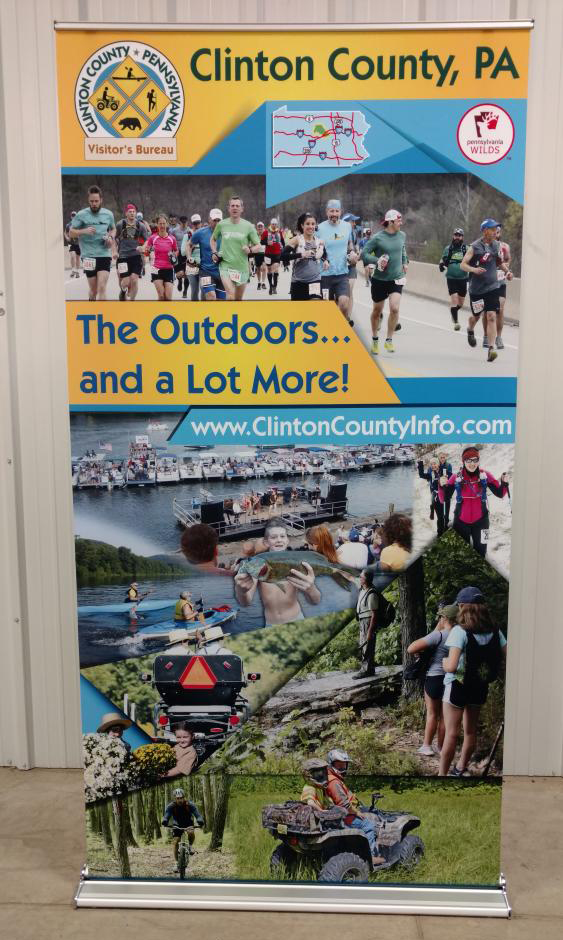 CLINTON COUNTY ★ PENNSYLVANIA
Visitor's Bureau
Clinton County, PA
pennsylvania
WILDS
The Outdoors...
and a Lot More!
www.ClintonCountyInfo.com